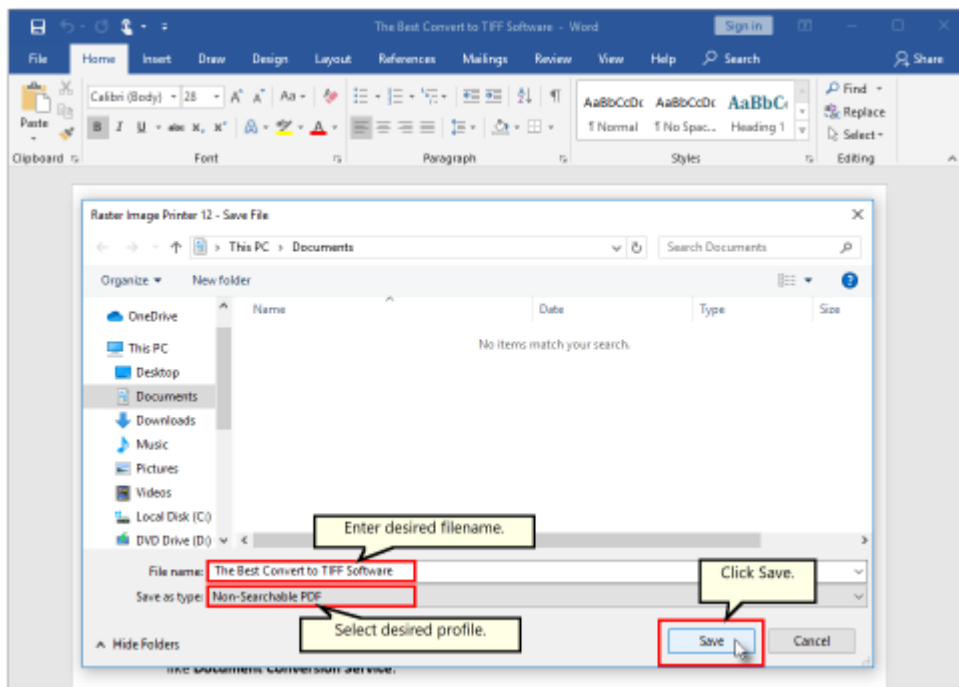 The Best Convert to TIFF Software - Word
Sign in
File Home Insert Draw Design Layout References Mailings Review View Help Search Share
Calibri (Body) 28 A A Aa
Find
Paste
B I U abc X, X² A A
AaBbCcDc AaBbCcDc AaBbC
Replace
¶ Normal ¶ No Spac... Heading 1
Select
Clipboard Font Paragraph Styles Editing
Raster Image Printer 12 - Save File
This PC > Documents
Search Documents
Organize New folder
Name Date Type Size
No items match your search.
OneDrive
This PC
Desktop
Documents
Downloads
Music
Pictures
Videos
Local Disk (C:)
DVD Drive (D:)
Enter desired filename.
File name: The Best Convert to TIFF Software
Click Save.
Save as type: Non-Searchable PDF
Select desired profile.
Hide Folders
Save Cancel
like Document Conversion Service.